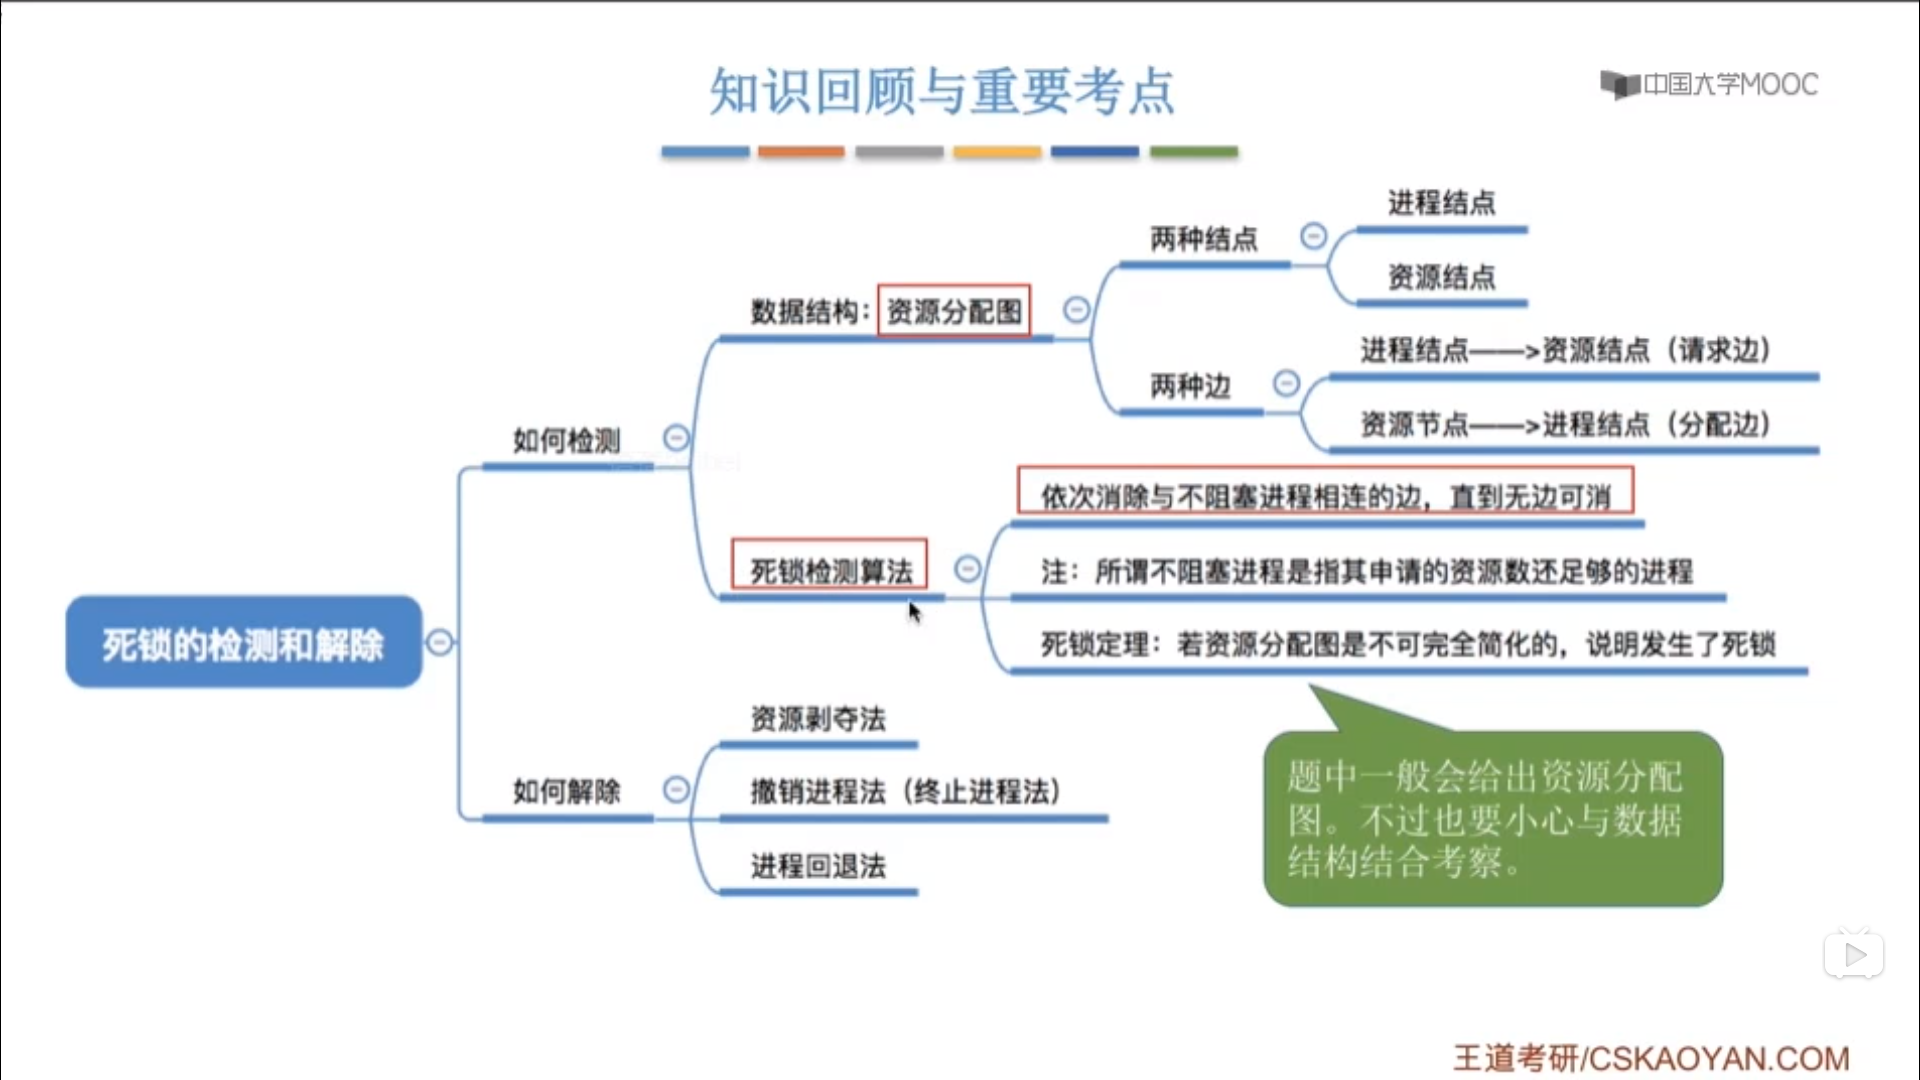 知识回顾与重要考点
中国大学MOOC
死锁的检测和解除
如何检测
数据结构：资源分配图
两种结点
进程结点
资源结点
两种边
进程结点——>资源结点（请求边）
资源节点——>进程结点（分配边）
死锁检测算法
依次消除与不阻塞进程相连的边，直到无边可消
注：所谓不阻塞进程是指其申请的资源数还足够的进程
死锁定理：若资源分配图是不可完全简化的，说明发生了死锁
如何解除
资源剥夺法
撤销进程法（终止进程法）
进程回退法
题中一般会给出资源分配
图。不过也要小心与数据
结构结合考察。
王道考研/CSKAOYAN.COM